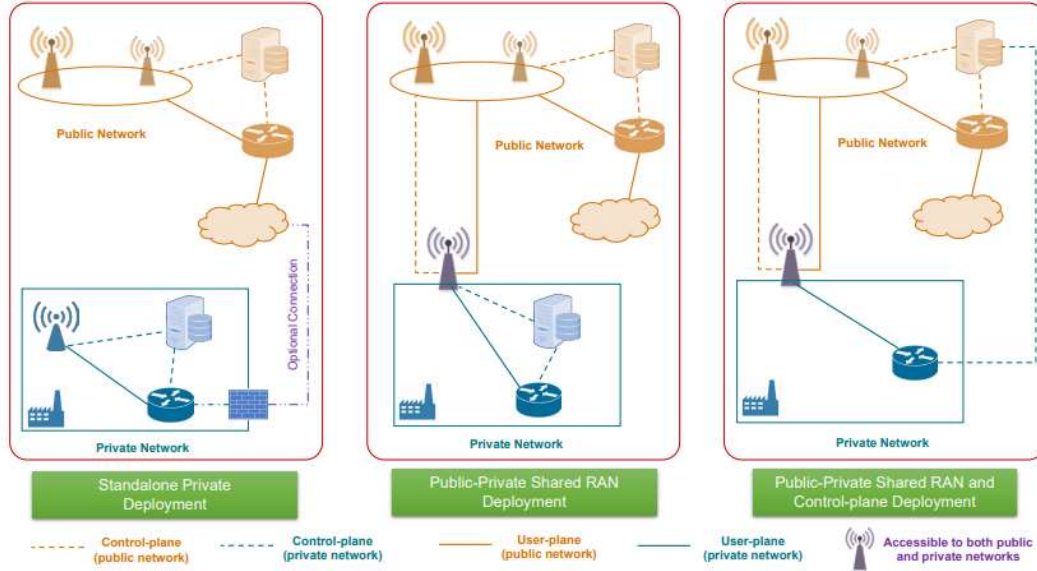 Public Network
Optional Connection
Private Network
Public Network
Private Network
Public Network
Private Network
Standalone Private
Deployment
Public-Private Shared RAN
Deployment
Public-Private Shared RAN and
Control-plane Deployment
Control-plane
(public network)
Control-plane
(private network)
User-plane
(public network)
User-plane
(private network)
Accessible to both public
and private networks